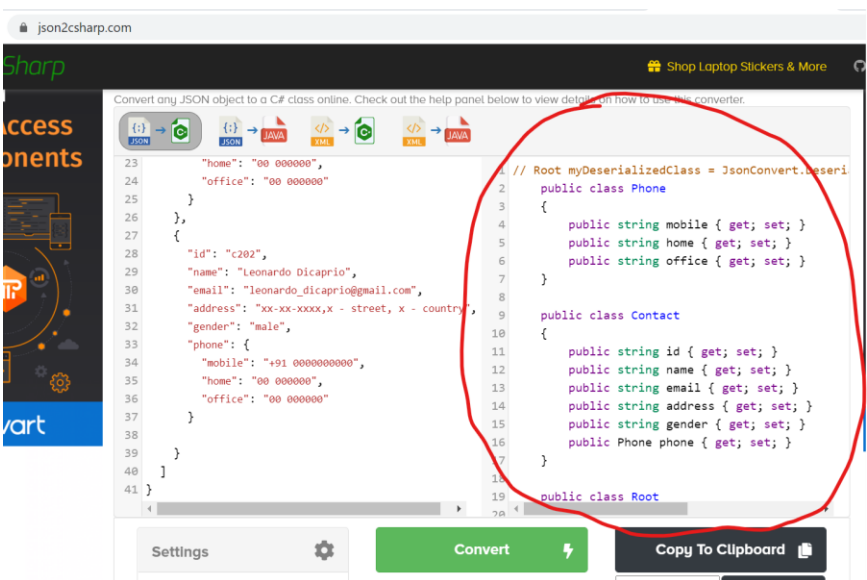 json2csharp.com
Sharp
Shop Laptop Stickers & More
Convert any JSON object to a C# class online. Check out the help panel below to view details on how to use this converter.
{:} JSON → C {:} JSON → JAVA </> XML → C </> XML → JAVA
ccess
onents
vart
23 "home": "00 000000",
24 "office": "00 000000"
25 }
26 },
27 {
28 "id": "c202",
29 "name": "Leonardo Dicaprio",
30 "email": "leonardo_dicaprio@gmail.com",
31 "address": "xx-xx-xxxx,x - street, x - country",
32 "gender": "male",
33 "phone": {
34 "mobile": "+91 0000000000",
35 "home": "00 000000",
36 "office": "00 000000"
37 }
38
39 }
40 ]
41 }
1 // Root myDeserializedClass = JsonConvert.Deseri
2 public class Phone
3 {
4 public string mobile { get; set; }
5 public string home { get; set; }
6 public string office { get; set; }
7 }
8
9 public class Contact
10 {
11 public string id { get; set; }
12 public string name { get; set; }
13 public string email { get; set; }
14 public string address { get; set; }
15 public string gender { get; set; }
16 public Phone phone { get; set; }
17 }
18
19 public class Root
20
Settings
Convert
Copy To Clipboard